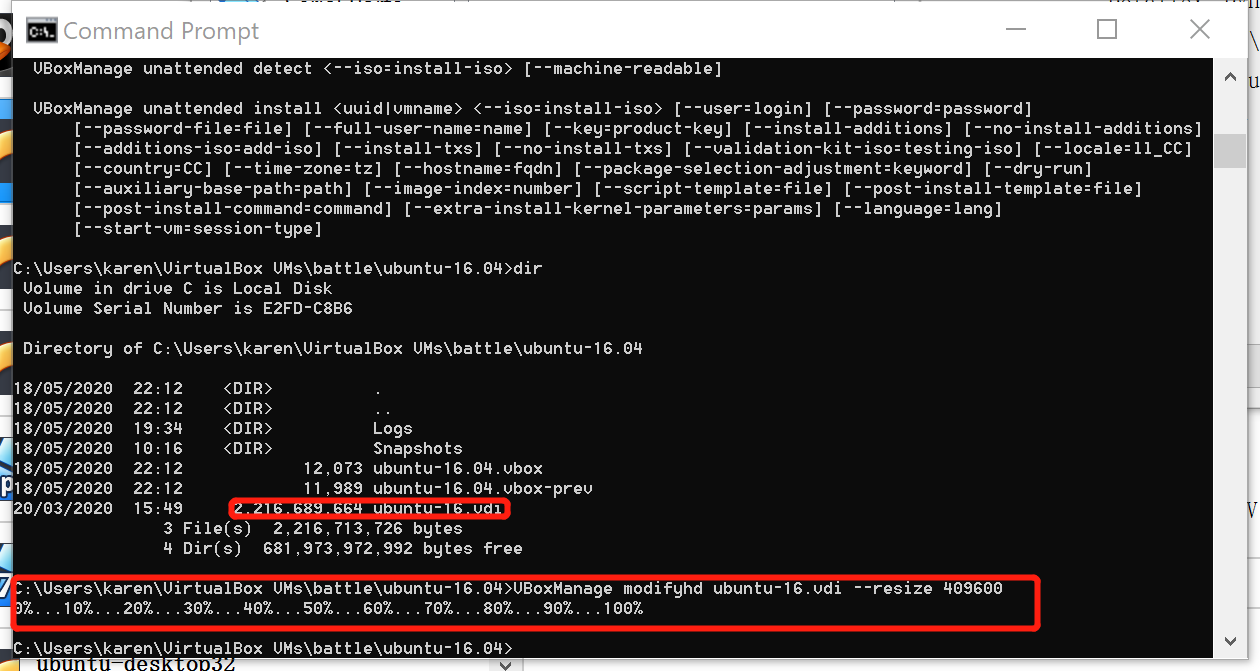 Command Prompt
VBoxManage unattended detect <--iso=install-iso> [--machine-readable]
VBoxManage unattended install <uuid|vmname> <--iso=install-iso> [--user=login] [--password=password]
[--password-file=file] [--full-user-name=name] [--key=product-key] [--install-additions] [--no-install-additions]
[--additions-iso=add-iso] [--install-txs] [--no-install-txs] [--validation-kit-iso=testing-iso] [--locale=ll_CC]
[--country=CC] [--time-zone=tz] [--hostname=fqdn] [--package-selection-adjustment=keyword] [--dry-run]
[--auxiliary-base-path=path] [--image-index=number] [--script-template=file] [--post-install-template=file]
[--post-install-command=command] [--extra-install-kernel-parameters=params] [--language=lang]
[--start-vm=session-type]
C:\Users\karen\VirtualBox VMs\battle\ubuntu-16.04>dir
Volume in drive C is Local Disk
Volume Serial Number is E2FD-C8B6
Directory of C:\Users\karen\VirtualBox VMs\battle\ubuntu-16.04
18/05/2020 22:12 <DIR> .
18/05/2020 22:12 <DIR> ..
18/05/2020 19:34 <DIR> Logs
18/05/2020 10:16 <DIR> Snapshots
18/05/2020 22:12 12,073 ubuntu-16.04.vbox
18/05/2020 22:12 11,989 ubuntu-16.04.vbox-prev
20/03/2020 15:49 2,216,689,664 ubuntu-16.vdi
3 File(s) 2,216,713,726 bytes
4 Dir(s) 681,973,972,992 bytes free
C:\Users\karen\VirtualBox VMs\battle\ubuntu-16.04>VBoxManage modifyhd ubuntu-16.vdi --resize 409600
0%...10%...20%...30%...40%...50%...60%...70%...80%...90%...100%
C:\Users\karen\VirtualBox VMs\battle\ubuntu-16.04>
ubuntu-desktop32